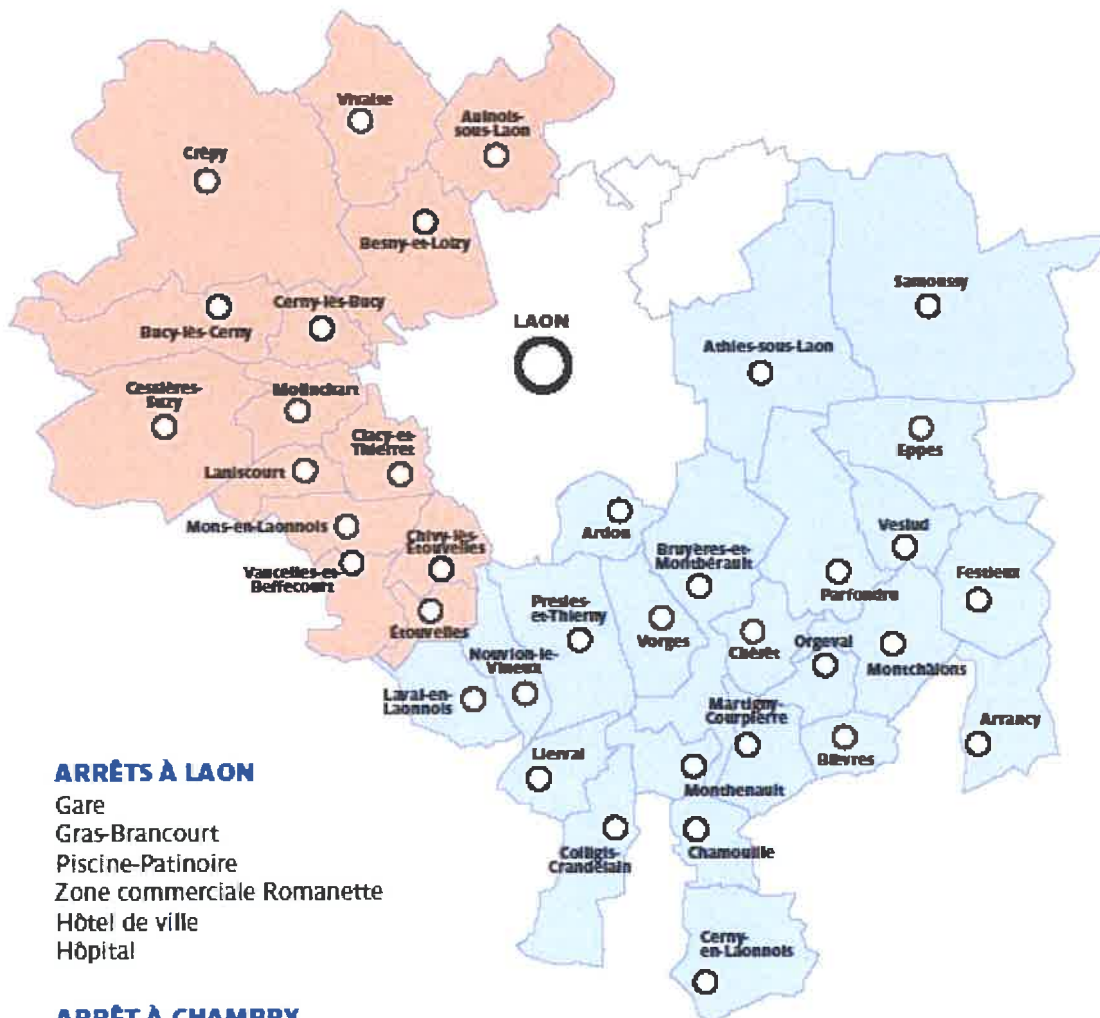 Vivaise
Aulnois-
sous-Laon
Crépy
Besny-et-Loizy
Samoussy
Cerny-lès-Bucy
Bucy-lès-Cerny
LAON
Athies-sous-Laon
Cessières-
Suzy
Molinchart
Clacy-et-
Thierret
Eppes
Laniscourt
Mons-en-Laonnois
Chivy-lès-
Étouvelles
Ardon
Veslud
Bruyères-et-
Montbérault
Vaucelles-et-
Beffecourt
Festieux
Parfondru
Presles-
et-Thierny
Étouvelles
Vorges
Chérêt
Orgeval
Nouvion-le-
Vineux
Montchâlons
Laval-en-
Laonnois
Martigny-
Courpierre
Arrancy
Lierval
Bièvres
Monthenault
Colligis-
Crandelain
Chamouille
Cerny-
en-Laonnois
ARRÊTS À LAON
Gare
Gras-Brancourt
Piscine-Patinoire
Zone commerciale Romanette
Hôtel de ville
Hôpital
ARRÊT À CHAMBRY